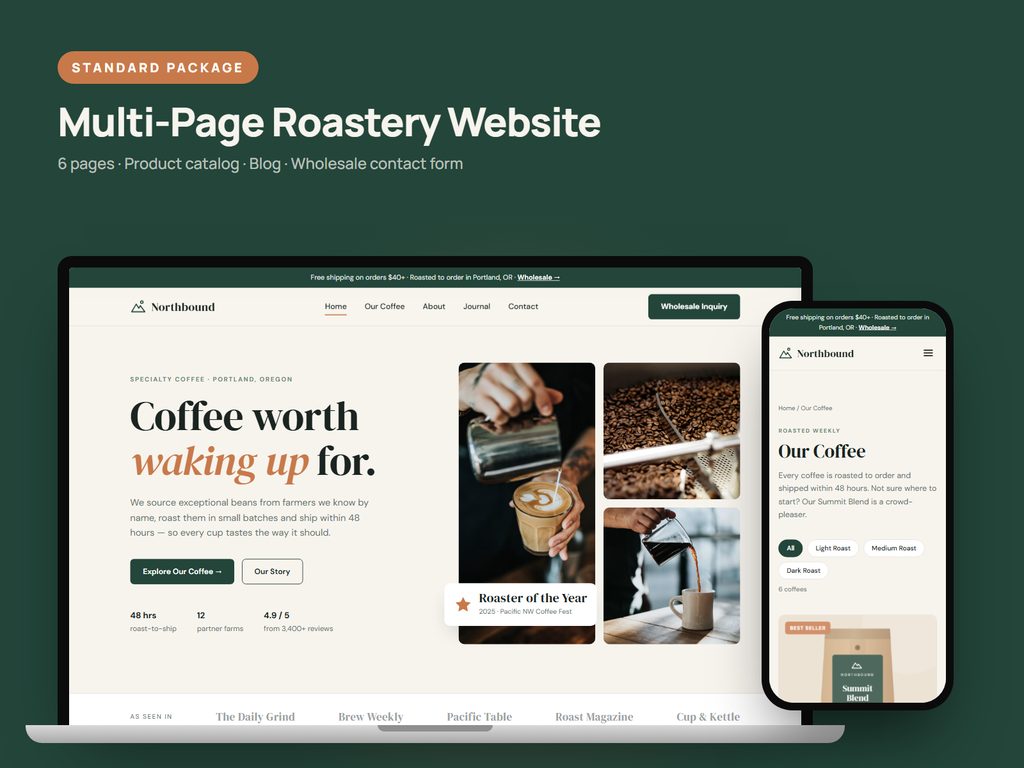 STANDARD PACKAGE
Multi-Page Roastery Website
6 pages · Product catalog · Blog · Wholesale contact form
Free shipping on orders $40+ · Roasted to order in Portland, OR · Wholesale →
Northbound
Home
Our Coffee
About
Journal
Contact
Wholesale Inquiry
SPECIALTY COFFEE · PORTLAND, OREGON
Coffee worth
waking up for.
We source exceptional beans from farmers we know by
name, roast them in small batches and ship within 48
hours — so every cup tastes the way it should.
Explore Our Coffee →
Our Story
48 hrs
roast-to-ship
12
partner farms
4.9 / 5
from 3,400+ reviews
Roaster of the Year
2025 · Pacific NW Coffee Fest
AS SEEN IN
The Daily Grind
Brew Weekly
Pacific Table
Roast Magazine
Cup & Kettle
Free shipping on orders $40+ · Roasted to order in
Portland, OR · Wholesale →
Northbound
Home / Our Coffee
ROASTED WEEKLY
Our Coffee
Every coffee is roasted to order and
shipped within 48 hours. Not sure where to
start? Our Summit Blend is a crowd-
pleaser.
All
Light Roast
Medium Roast
Dark Roast
6 coffees
BEST SELLER
NORTHBOUND
Summit
Blend